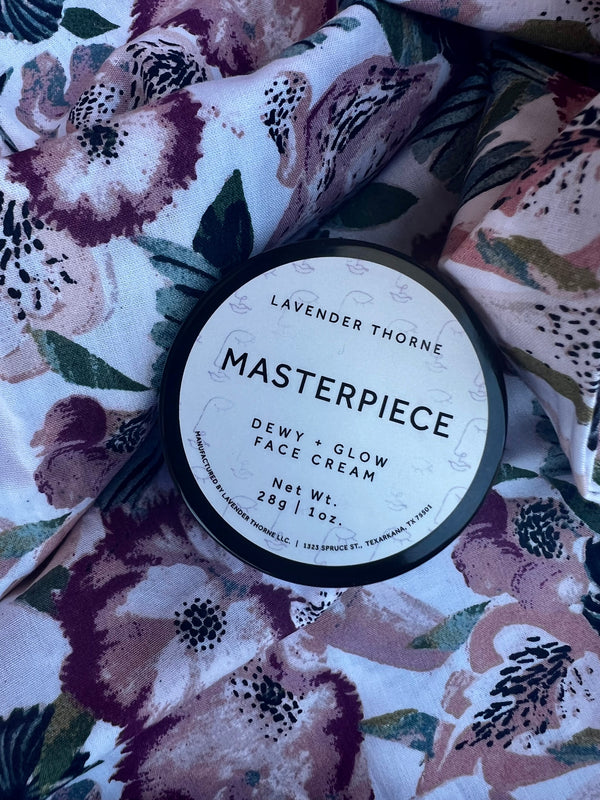 LAVENDER THORNE
MASTERPIECE
DEWY + GLOW
FACE CREAM
Net Wt.
28g | 1oz.
MANUFACTURED BY LAVENDER THORNE LLC. | 1323 SPRUCE ST., TEXARKANA, TX 75501